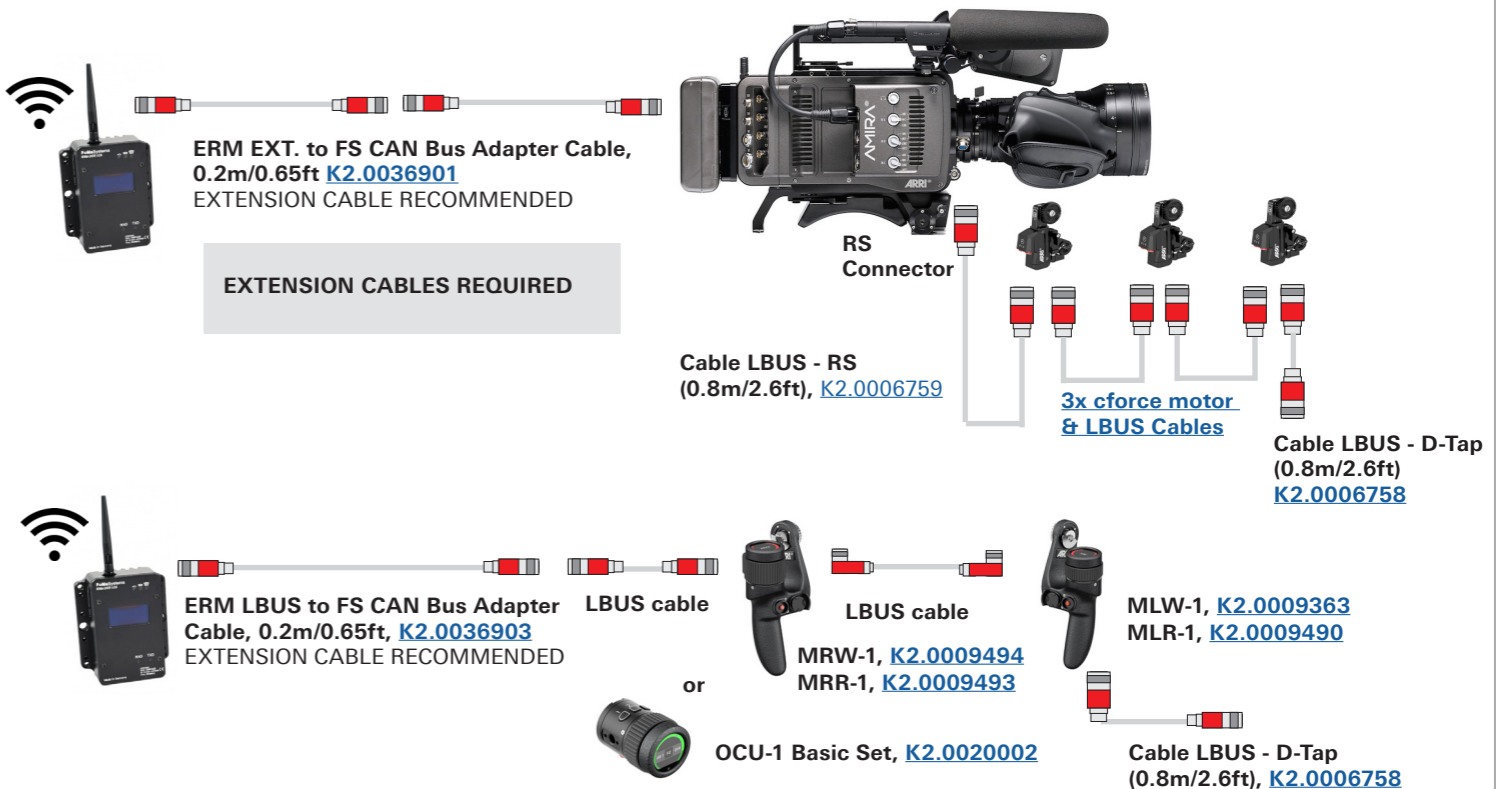 ERM EXT. to FS CAN Bus Adapter Cable,
0.2m/0.65ft K2.0036901
EXTENSION CABLE RECOMMENDED
EXTENSION CABLES REQUIRED
AMIRA®
ARRI®
RS
Connector
Cable LBUS - RS
(0.8m/2.6ft), K2.0006759
3x cforce motor
& LBUS Cables
Cable LBUS - D-Tap
(0.8m/2.6ft)
K2.0006758
ERM LBUS to FS CAN Bus Adapter
Cable, 0.2m/0.65ft, K2.0036903
EXTENSION CABLE RECOMMENDED
LBUS cable
LBUS cable
MRW-1, K2.0009494
MRR-1, K2.0009493
MLW-1, K2.0009363
MLR-1, K2.0009490
or
OCU-1 Basic Set, K2.0020002
Cable LBUS - D-Tap
(0.8m/2.6ft), K2.0006758